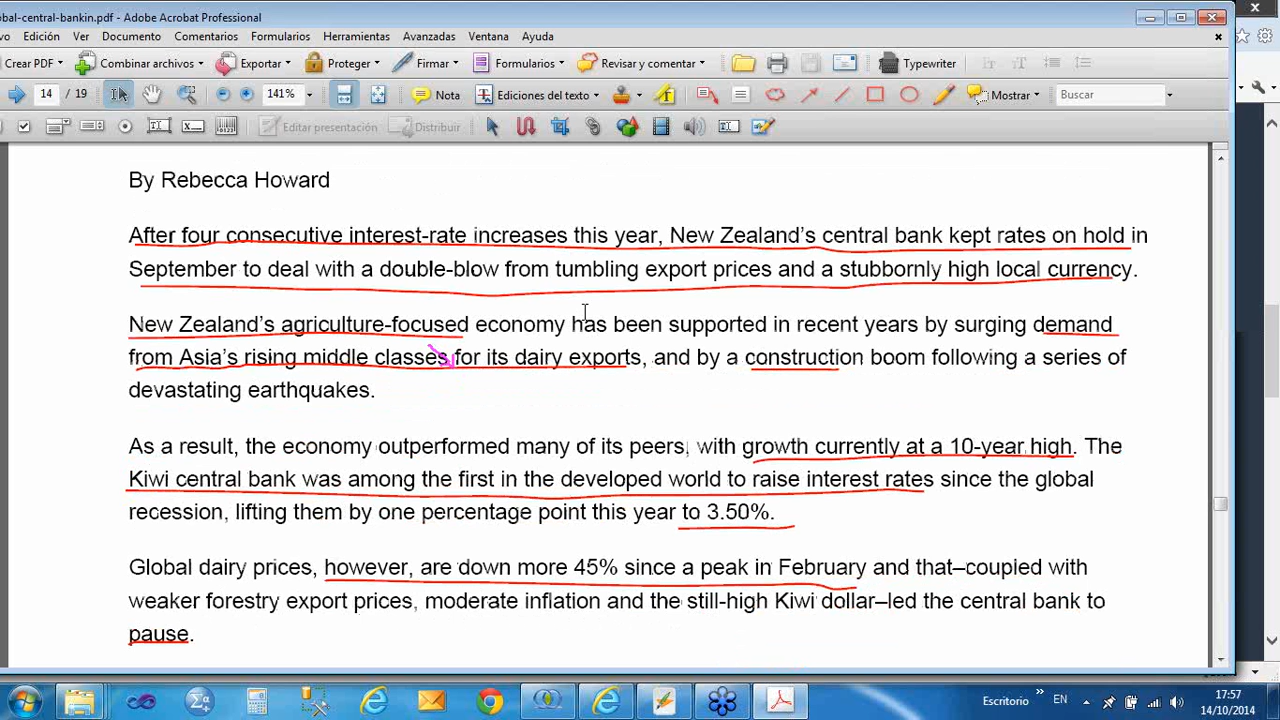 bal-central-bankin.pdf - Adobe Acrobat Professional
vo Edición Ver Documento Comentarios Formularios Herramientas Avanzadas Ventana Ayuda
Crear PDF Combinar archivos Exportar Proteger Firmar Formularios Revisar y comentar Typewriter
14 / 19 141% Nota Ediciones del texto Mostrar Buscar
Editar presentación Distribuir
By Rebecca Howard
After four consecutive interest-rate increases this year, New Zealand's central bank kept rates on hold in
September to deal with a double-blow from tumbling export prices and a stubbornly high local currency.
New Zealand's agriculture-focused economy has been supported in recent years by surging demand
from Asia's rising middle classes for its dairy exports, and by a construction boom following a series of
devastating earthquakes.
As a result, the economy outperformed many of its peers, with growth currently at a 10-year high. The
Kiwi central bank was among the first in the developed world to raise interest rates since the global
recession, lifting them by one percentage point this year to 3.50%.
Global dairy prices, however, are down more 45% since a peak in February and that–coupled with
weaker forestry export prices, moderate inflation and the still-high Kiwi dollar–led the central bank to
pause.
Escritorio » EN 17:57
14/10/2014